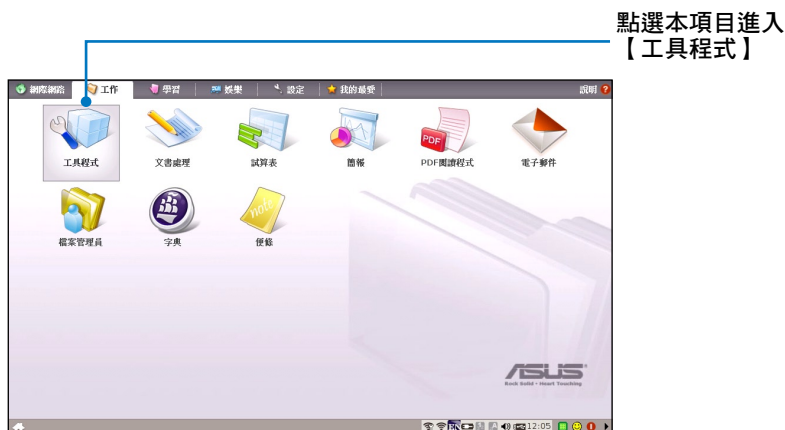 點選本項目進入
【工具程式】
網際網路 工作 學習 娛樂 設定 我的最愛 說明 ?
PDF
工具程式 文書處理 試算表 簡報 PDF閱讀程式 電子郵件
note
檔案管理員 字典 便條
ASUS
Rock Solid • Heart Touching
EN 12:05